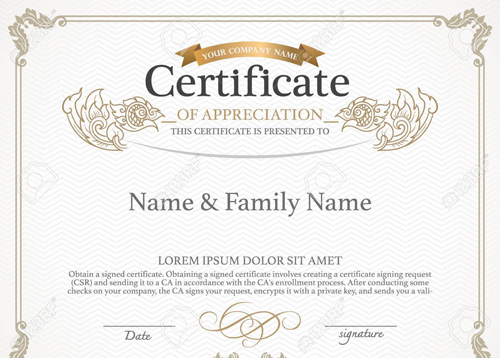 YOUR COMPANY NAME
Certificate
OF APPRECIATION
THIS CERTIFICATE IS PRESENTED TO
Name & Family Name
LOREM IPSUM DOLOR SIT AMET
Obtain a signed certificate. Obtaining a signed certificate involves creating a certificate signing request
(CSR) and sending it to a CA in accordance with the CA's enrollment process. After conducting some
checks on your company, the CA signs your request, encrypts it with a private key, and sends you a vali-
Date
signature